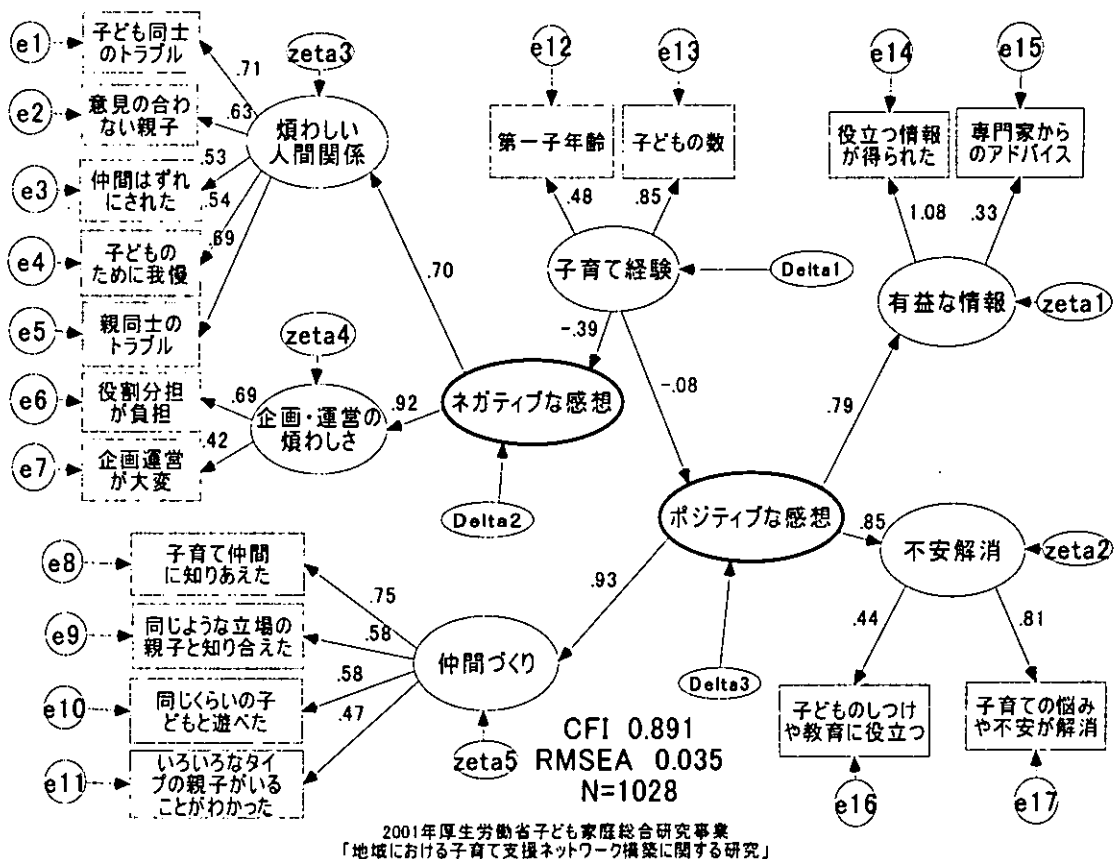 e1
子ども同士
のトラブル
.71
zeta3
e2
意見の合わ
ない親子
.63
煩わしい
人間関係
e3
仲間はずれ
にされた
.53
.54
e4
子どもの
ために我慢
.69
e5
親同士の
トラブル
.70
zeta4
e6
役割分担
が負担
.69
企画・運営の
煩わしさ
.92
e7
企画運営
が大変
.42
ネガティブな感想
Delta2
e12
e13
第一子年齢
子どもの数
.48
.85
子育て経験
Delta1
-.39
-.08
e14
e15
役立つ情報
が得られた
専門家から
のアドバイス
1.08
.33
有益な情報
zeta1
.79
ポジティブな感想
Delta3
.85
不安解消
zeta2
.44
.81
子どものしつけ
や教育に役立つ
子育ての悩み
や不安が解消
e16
e17
.93
e8
子育て仲間
に知りあえた
.75
e9
同じような立場の
親子と知り合えた
.58
仲間づくり
e10
同じくらいの子
どもと遊べた
.58
e11
いろいろなタイ
プの親子がいる
ことがわかった
.47
zeta5
CFI 0.891
RMSEA 0.035
N=1028
2001年厚生労働省子ども家庭総合研究事業
「地域における子育て支援ネットワーク構築に関する研究」